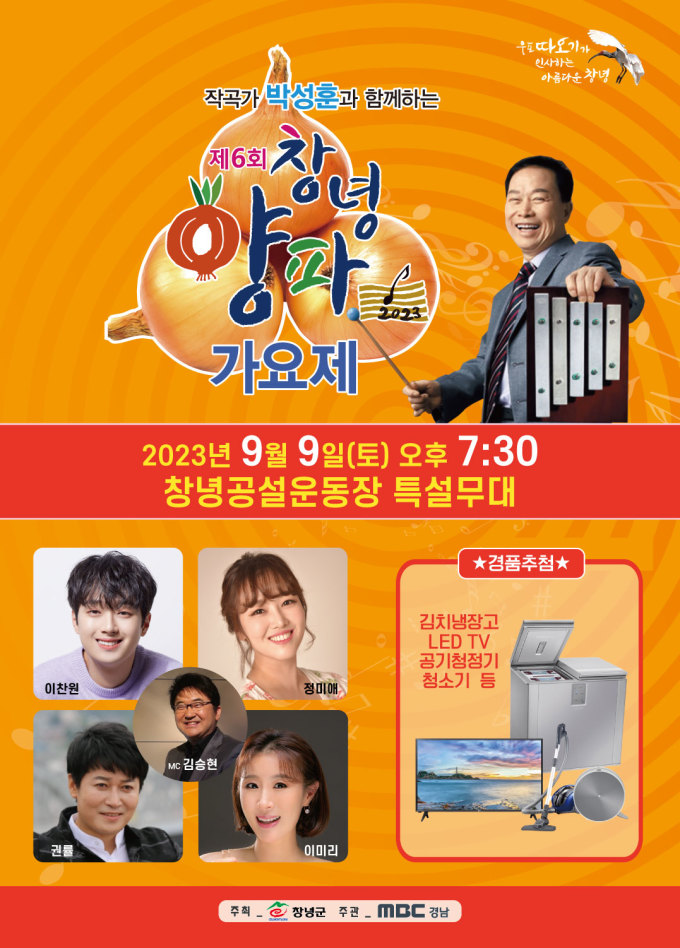 우포따오기가
인사하는
아름다운 창녕
작곡가 박성훈과 함께하는
제6회 창녕
양파
2023
가요제
2023년 9월 9일(토) 오후 7:30
창녕공설운동장 특설무대
이찬원
정미애
MC 김승현
권률
이미리
★경품추첨★
김치냉장고
LED TV
공기청정기
청소기 등
주최 _ 창녕군 주관 _ MBC 경남